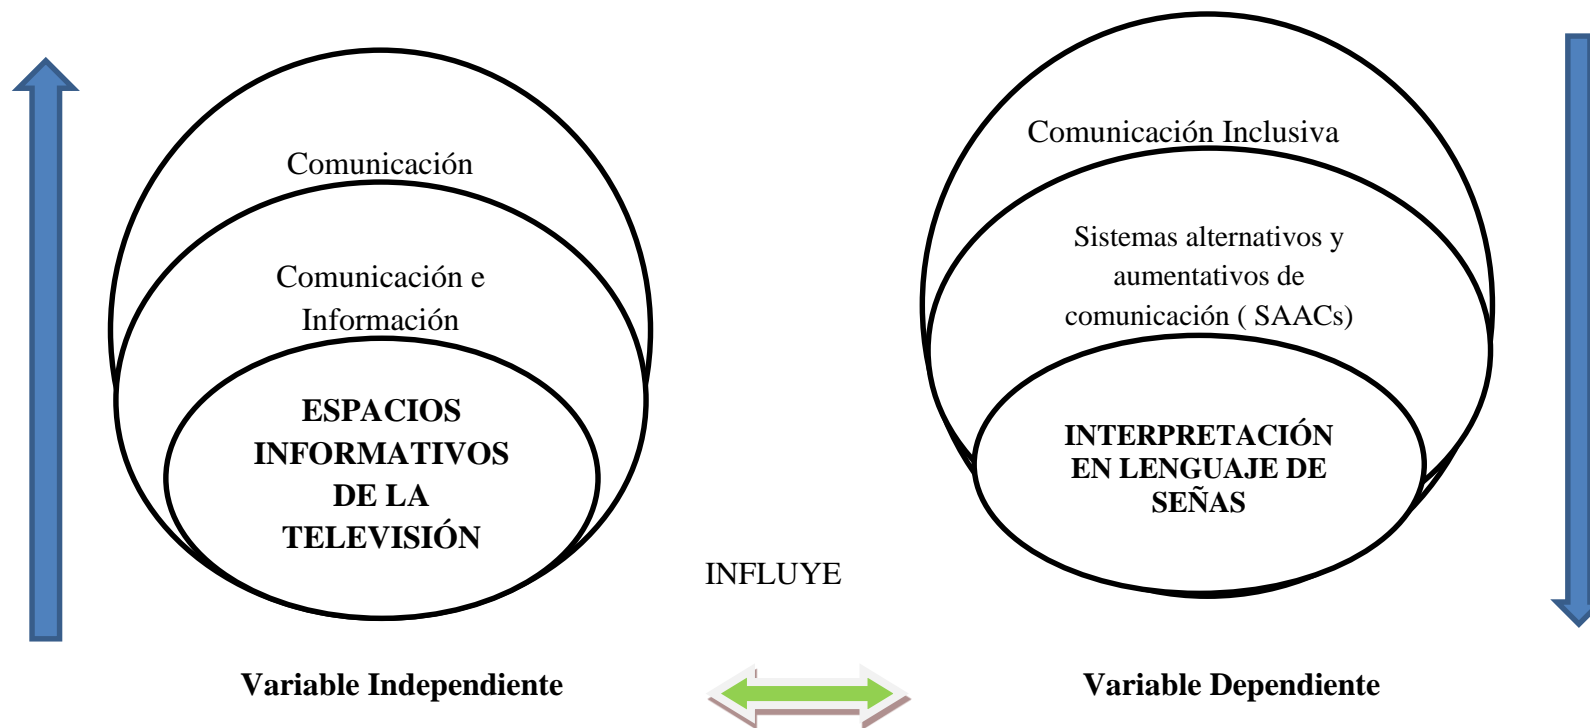 Comunicación
Comunicación e
Información
ESPACIOS
INFORMATIVOS
DE LA
TELEVISIÓN
Comunicación Inclusiva
Sistemas alternativos y
aumentativos de
comunicación ( SAACs)
INTERPRETACIÓN
EN LENGUAJE DE
SEÑAS
INFLUYE
Variable Independiente
Variable Dependiente